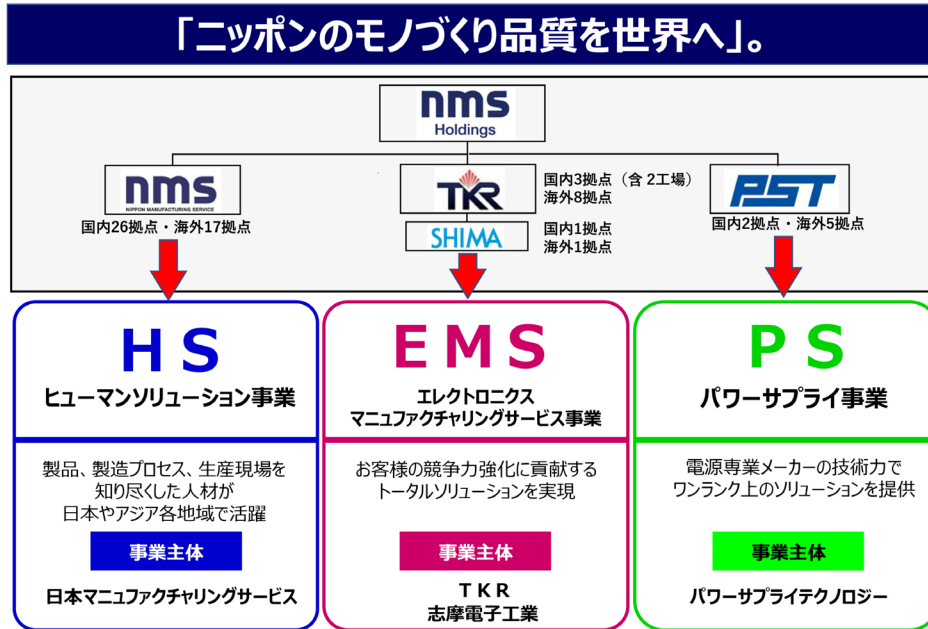 「ニッポンのモノづくり品質を世界へ」。
nms
Holdings
nms
NIPPON MANUFACTURING SERVICE
国内26拠点・海外17拠点
TKR
国内3拠点（含 2工場）
海外8拠点
SHIMA
国内1拠点
海外1拠点
PST
国内2拠点・海外5拠点
HS
ヒューマンソリューション事業
製品、製造プロセス、生産現場を
知り尽くした人材が
日本やアジア各地域で活躍
事業主体
日本マニュファクチャリングサービス
EMS
エレクトロニクス
マニュファクチャリングサービス事業
お客様の競争力強化に貢献する
トータルソリューションを実現
事業主体
TKR
志摩電子工業
PS
パワーサプライ事業
電源専業メーカーの技術力で
ワンランク上のソリューションを提供
事業主体
パワーサプライテクノロジー